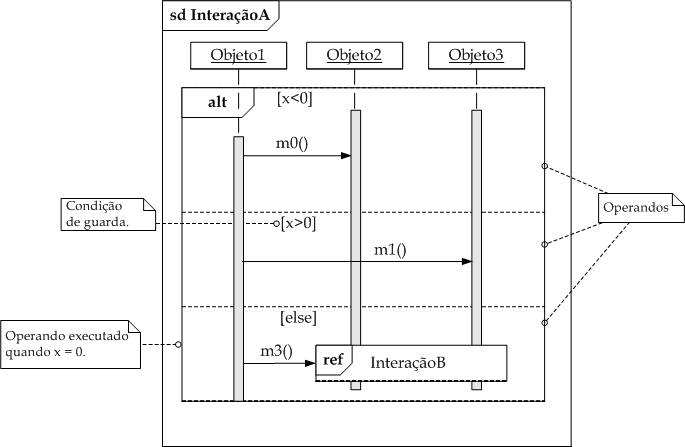 sd InteraçãoA
Objeto1
Objeto2
Objeto3
alt
[x<0]
m0()
Condição
de guarda.
[x>0]
Operandos
m1()
[else]
Operando executado
quando x = 0.
m3()
ref
InteraçãoB